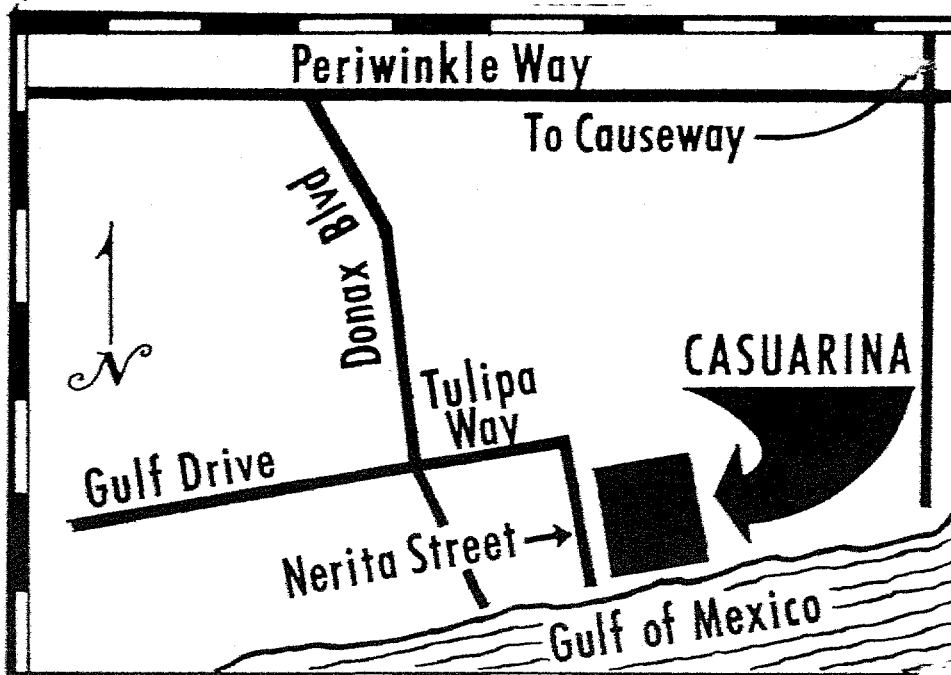 Periwinkle Way
To Causeway
Donax Blvd
N
CASUARINA
Tulipa
Way
Gulf Drive
Nerita Street
Gulf of Mexico